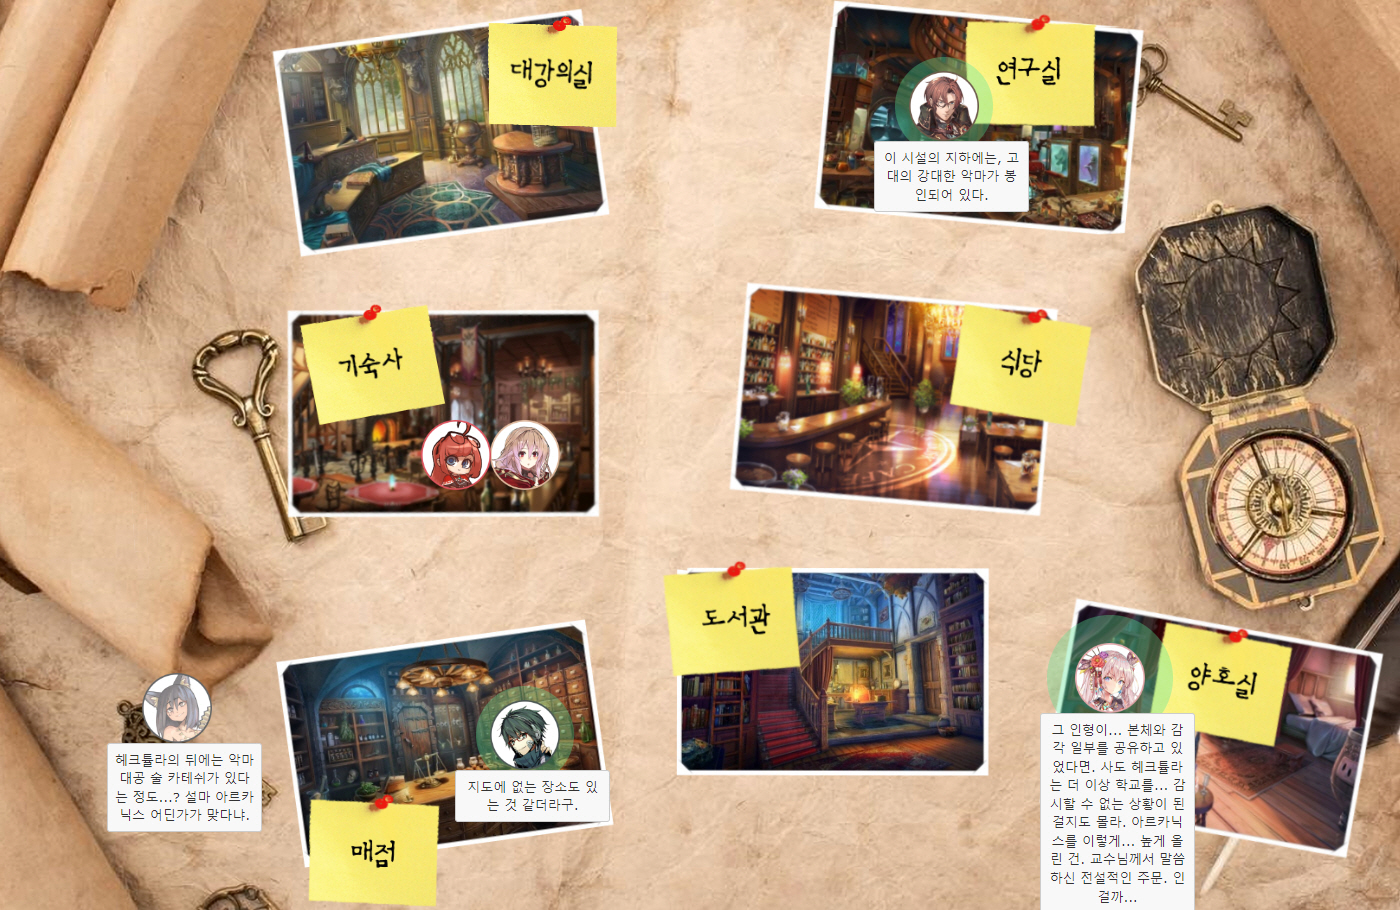 대강의실
연구실
이 시설의 지하에는, 고
대의 강대한 악마가 봉
인되어 있다.
기숙사
식당
도서관
양호실
헤크튤라의 뒤에는 악마
대공 술 카테쉬가 있다
는 정도...? 설마 아르카
닉스 어딘가가 맞다냐.
지도에 없는 장소도 있
는 것 같더라구.
매점
그 인형이... 본체와 감
각 일부를 공유하고 있
었다면. 사도 헤크튤라
는 더 이상 학교를... 감
시할 수 없는 상황이 된
걸지도 몰라. 아르카닉
스를 이렇게... 높게 올
린 건. 교수님께서 말씀
하신 전설적인 주문. 인
걸까...